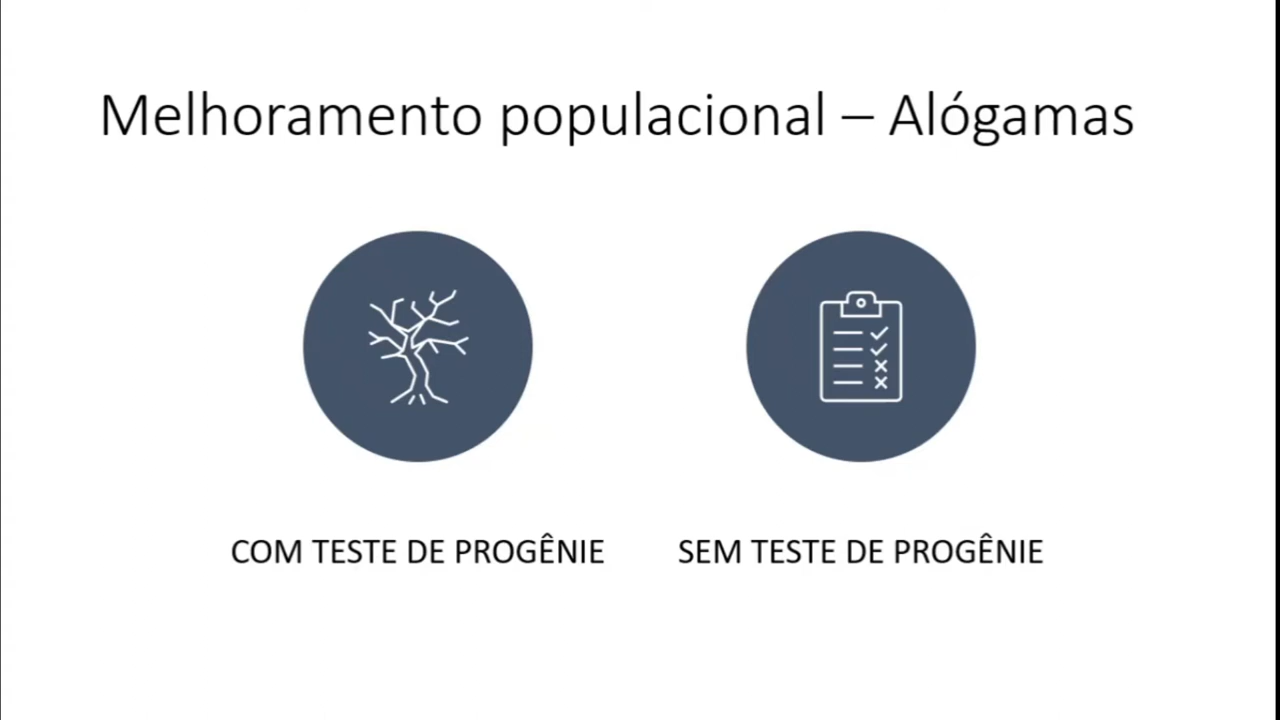 Melhoramento populacional – Alógamas
COM TESTE DE PROGÊNIE
SEM TESTE DE PROGÊNIE